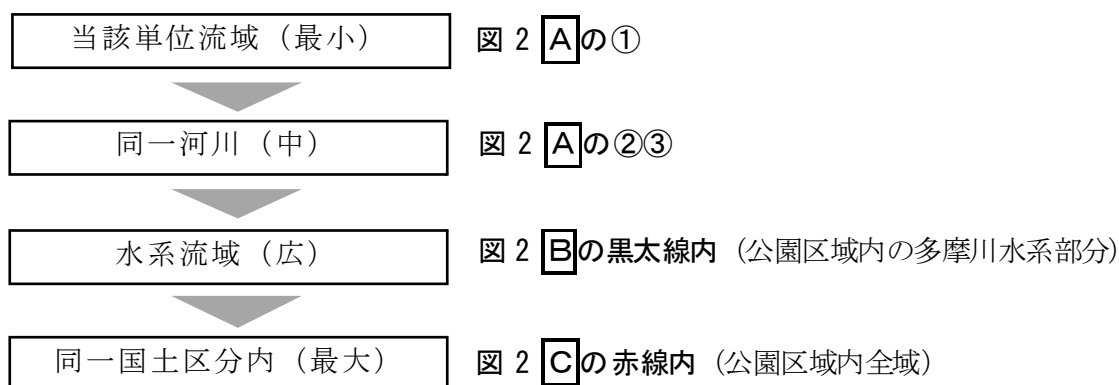 当該単位流域（最小） 図 2 Aの①
同一河川（中） 図 2 Aの②③
水系流域（広） 図 2 Bの黒太線内（公園区域内の多摩川水系部分）
同一国土区分内（最大） 図 2 Cの赤線内（公園区域内全域）